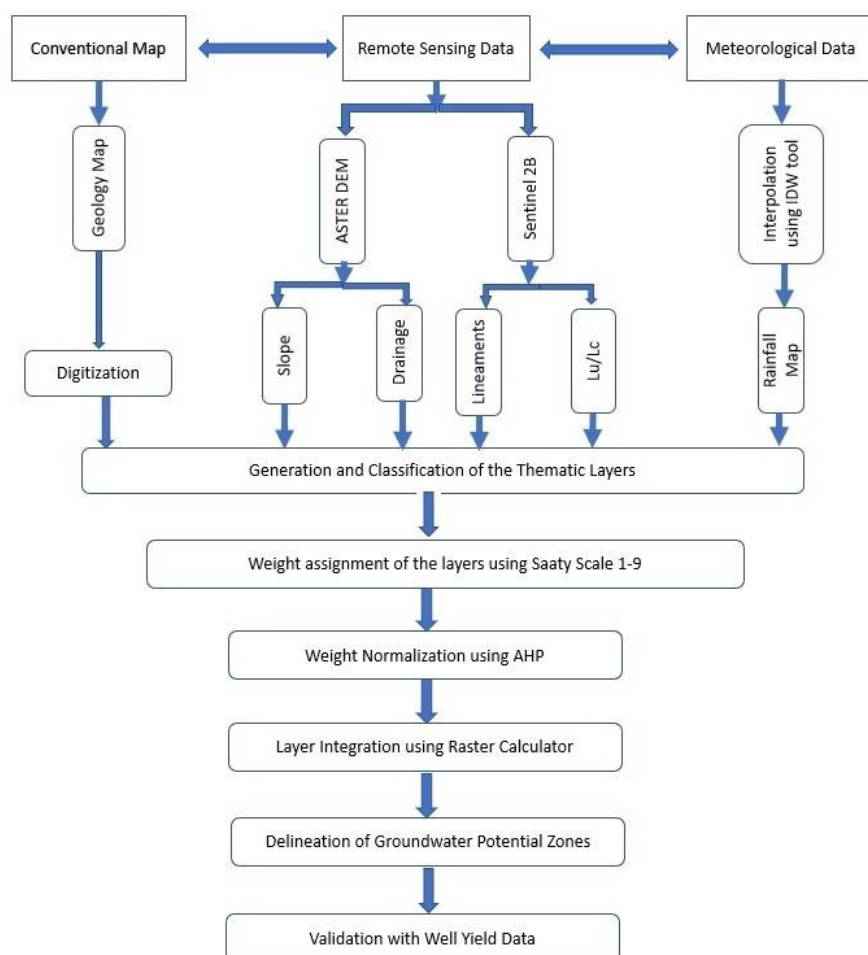 Conventional Map
Remote Sensing Data
Meteorological Data
Geology Map
ASTER DEM
Sentinel 2B
Interpolation
using IDW tool
Slope
Drainage
Lineaments
Lu/Lc
Rainfall
Map
Digitization
Generation and Classification of the Thematic Layers
Weight assignment of the layers using Saaty Scale 1-9
Weight Normalization using AHP
Layer Integration using Raster Calculator
Delineation of Groundwater Potential Zones
Validation with Well Yield Data